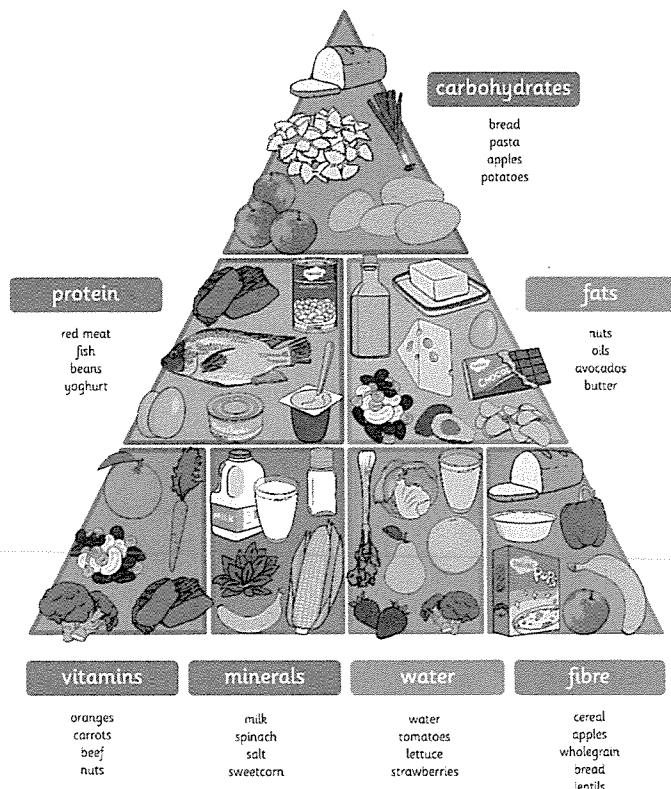 carbohydrates
bread
pasta
apples
potatoes
protein
red meat
fish
beans
yoghurt
fats
nuts
oils
avocados
butter
MILK
vitamins
oranges
carrots
beef
nuts
minerals
milk
spinach
salt
sweetcorn
water
water
tomatoes
lettuce
strawberries
fibre
cereal
apples
wholegrain
bread
lentils